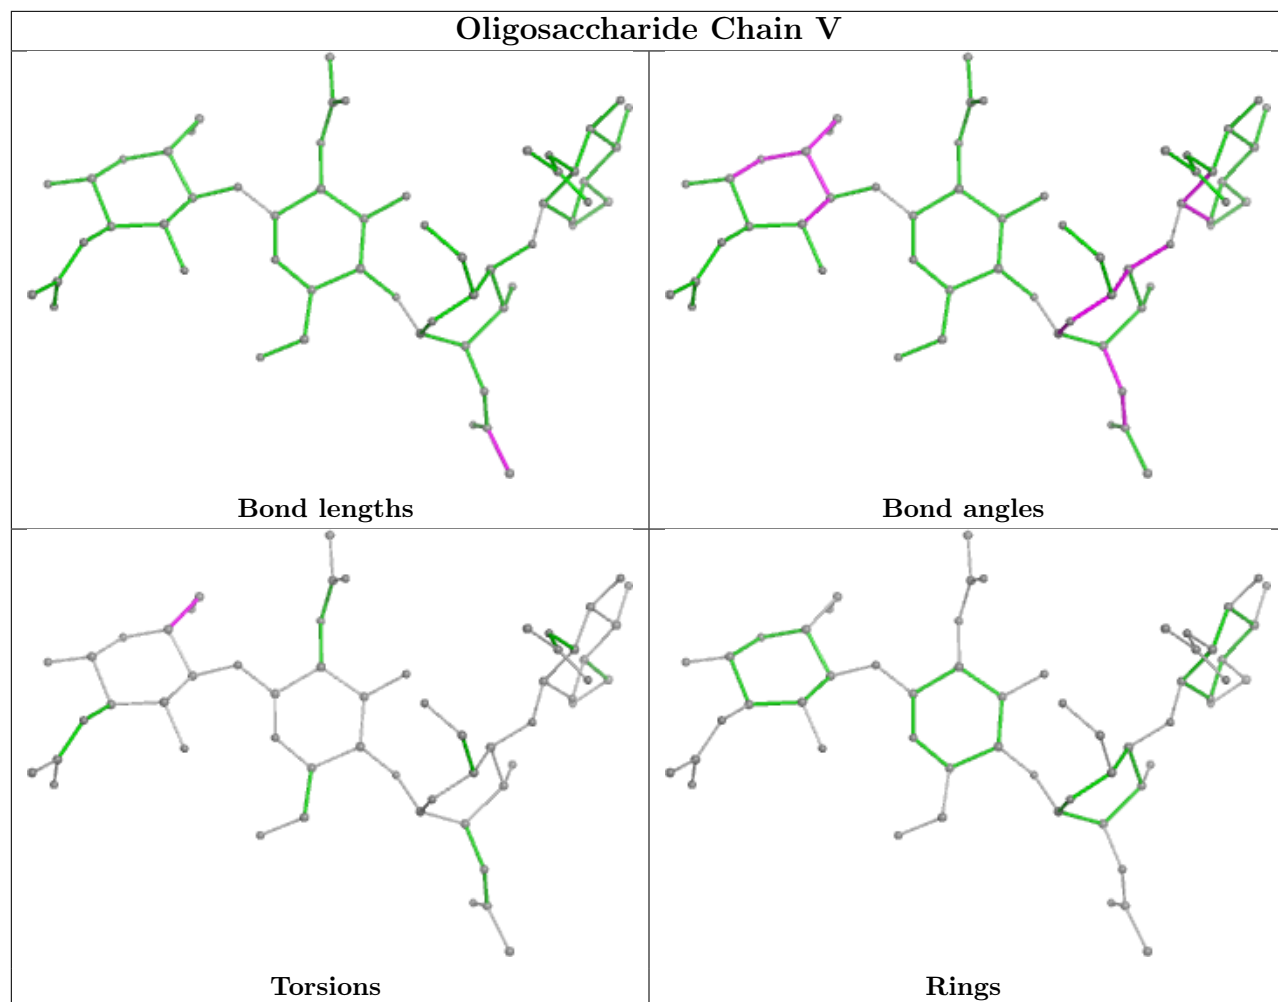 Oligosaccharide Chain V
Bond lengths
Bond angles
Torsions
Rings